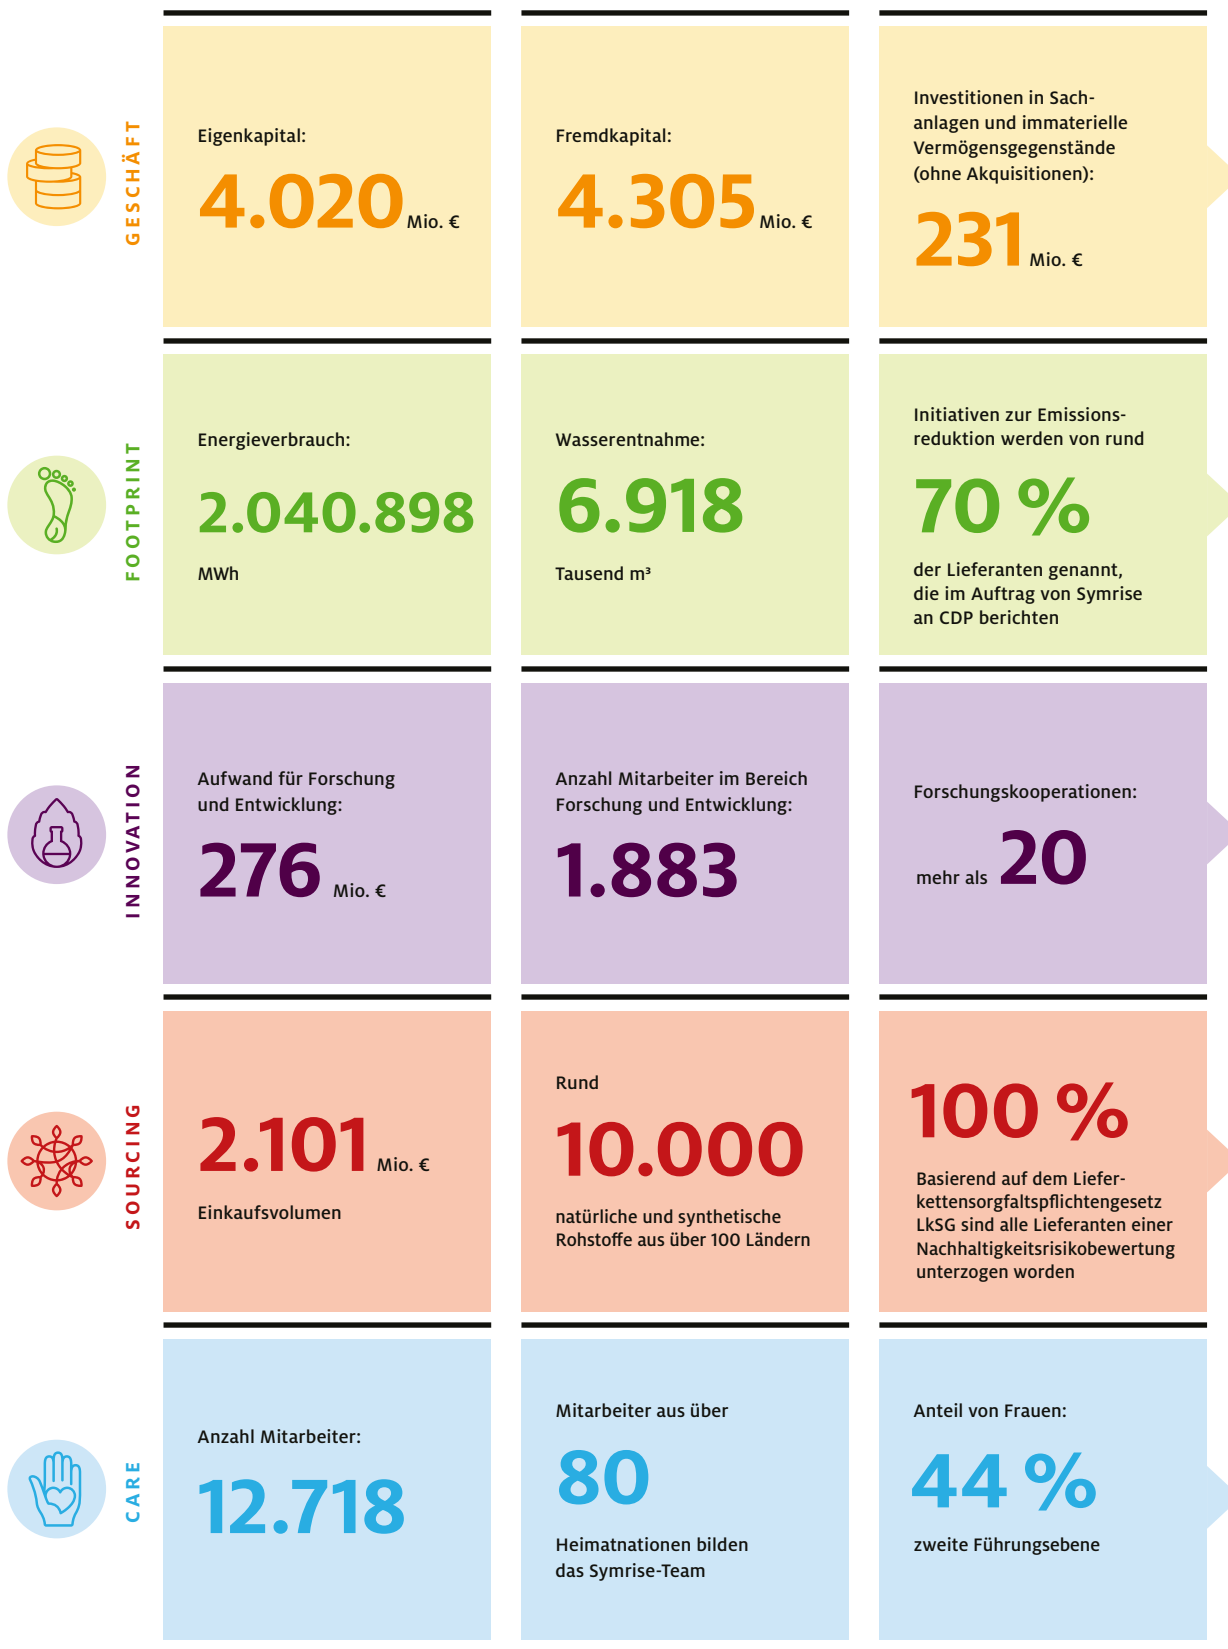 GESCHÄFT
Eigenkapital:
4.020 Mio. €
Fremdkapital:
4.305 Mio. €
Investitionen in Sach-
anlagen und immaterielle
Vermögensgegenstände
(ohne Akquisitionen):
231 Mio. €
FOOTPRINT
Energieverbrauch:
2.040.898
MWh
Wasserentnahme:
6.918
Tausend m³
Initiativen zur Emissions-
reduktion werden von rund
70 %
der Lieferanten genannt,
die im Auftrag von Symrise
an CDP berichten
INNOVATION
Aufwand für Forschung
und Entwicklung:
276 Mio. €
Anzahl Mitarbeiter im Bereich
Forschung und Entwicklung:
1.883
Forschungskooperationen:
mehr als 20
SOURCING
2.101 Mio. €
Einkaufsvolumen
Rund
10.000
natürliche und synthetische
Rohstoffe aus über 100 Ländern
100 %
Basierend auf dem Liefer-
kettensorgfaltspflichtengesetz
LkSG sind alle Lieferanten einer
Nachhaltigkeitsrisikobewertung
unterzogen worden
CARE
Anzahl Mitarbeiter:
12.718
Mitarbeiter aus über
80
Heimatnationen bilden
das Symrise-Team
Anteil von Frauen:
44 %
zweite Führungsebene